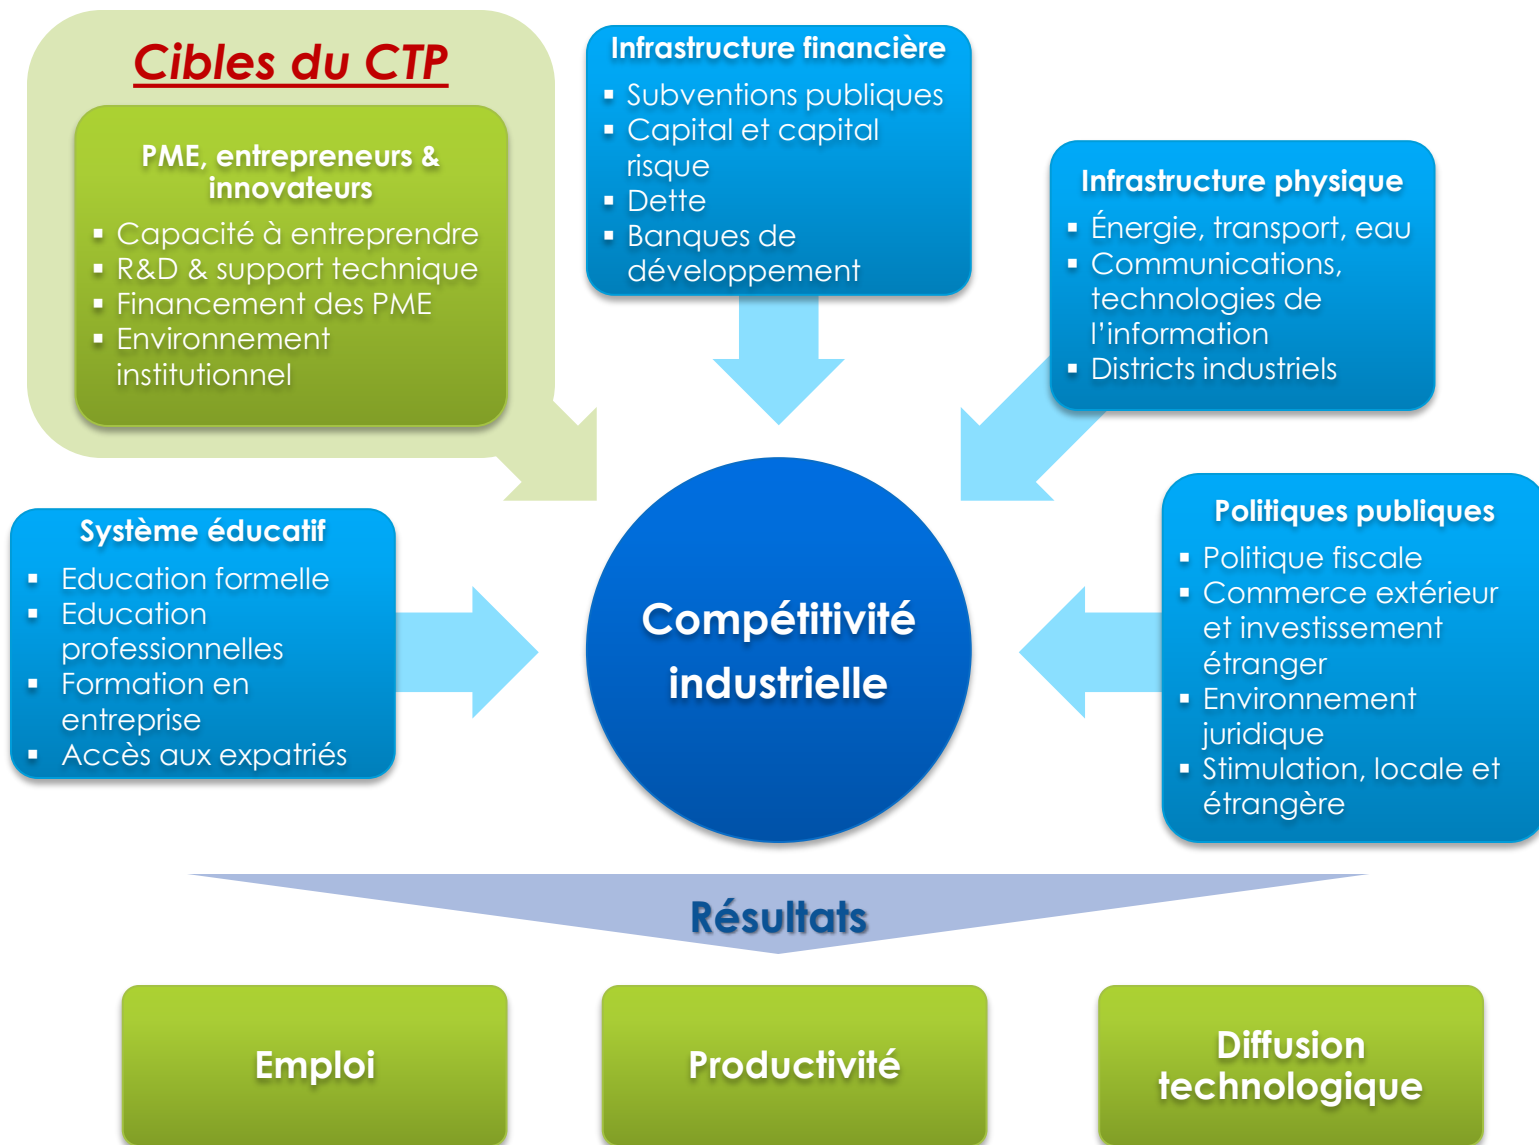 Cibles du CTP
PME, entrepreneurs &
innovateurs
▪ Capacité à entreprendre
▪ R&D & support technique
▪ Financement des PME
▪ Environnement
institutionnel
Infrastructure financière
▪ Subventions publiques
▪ Capital et capital
risque
▪ Dette
▪ Banques de
développement
Infrastructure physique
▪ Énergie, transport, eau
▪ Communications,
technologies de
l’information
▪ Districts industriels
Système éducatif
▪ Education formelle
▪ Education
professionnelles
▪ Formation en
entreprise
▪ Accès aux expatriés
Compétitivité
industrielle
Politiques publiques
▪ Politique fiscale
▪ Commerce extérieur
et investissement
étranger
▪ Environnement
juridique
▪ Stimulation, locale et
étrangère
Résultats
Emploi
Productivité
Diffusion
technologique